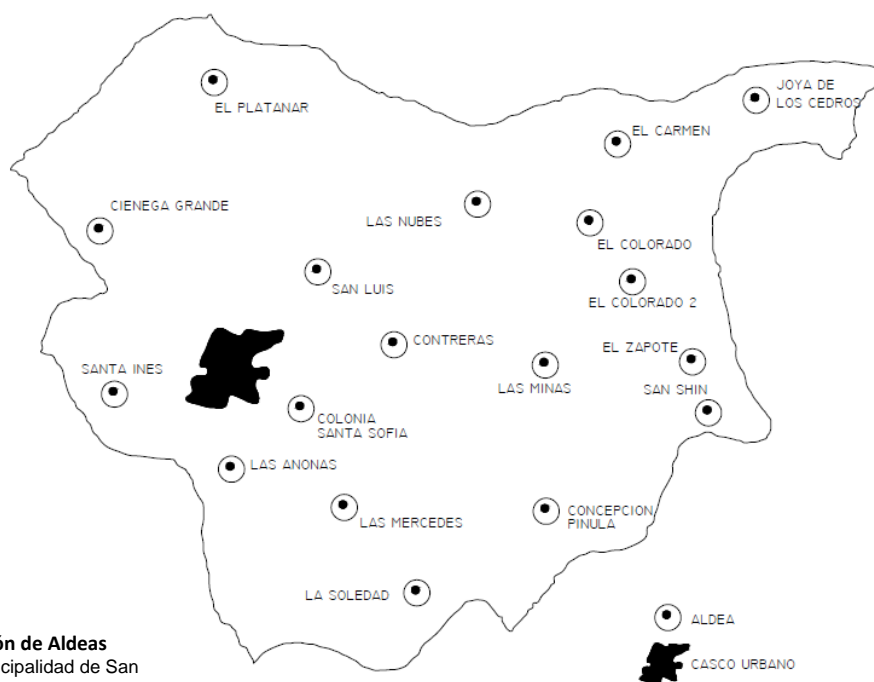 JOYA DE
LOS CEDROS
EL PLATANAR
EL CARMEN
CIENEGA GRANDE
LAS NUBES
EL COLORADO
SAN LUIS
EL COLORADO 2
CONTRERAS
EL ZAPOTE
SANTA INES
LAS MINAS
SAN SHIN
COLONIA
SANTA SOFIA
LAS ANONAS
LAS MERCEDES
CONCEPCION
PINULA
LA SOLEDAD
ALDEA
ón de Aldeas
cipalidad de San
CASCO URBANO